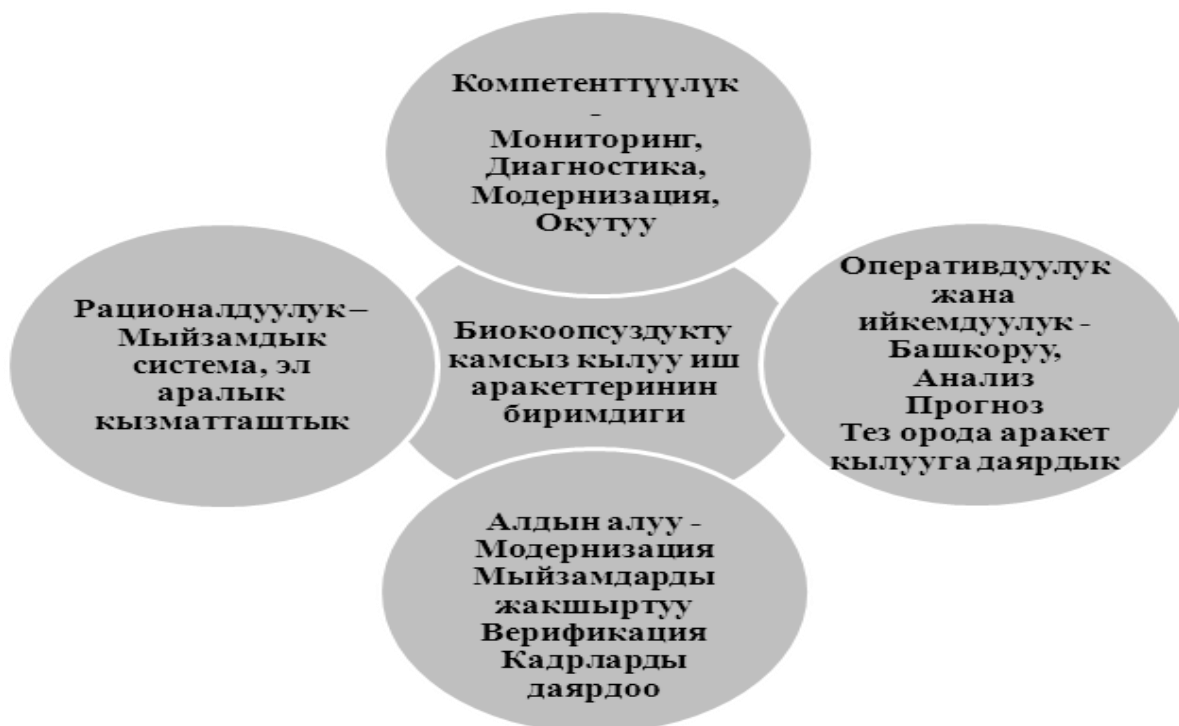 Компетенттүүлүк
-
Мониторинг,
Диагностика,
Модернизация,
Окутуу
Рационалдуулук –
Мыйзамдык
система, эл
аралык
кызматташтык
Биокоопсуздукту
камсыз кылуу иш
аракеттеринин
биримдиги
Оперативдуулук
жана
ийкемдуулук -
Башкоруу,
Анализ
Прогноз
Тез орода аракет
кылууга даярдык
Алдын алуу -
Модернизация
Мыйзамдарды
жакшыртуу
Верификация
Кадрларды
даярдоо